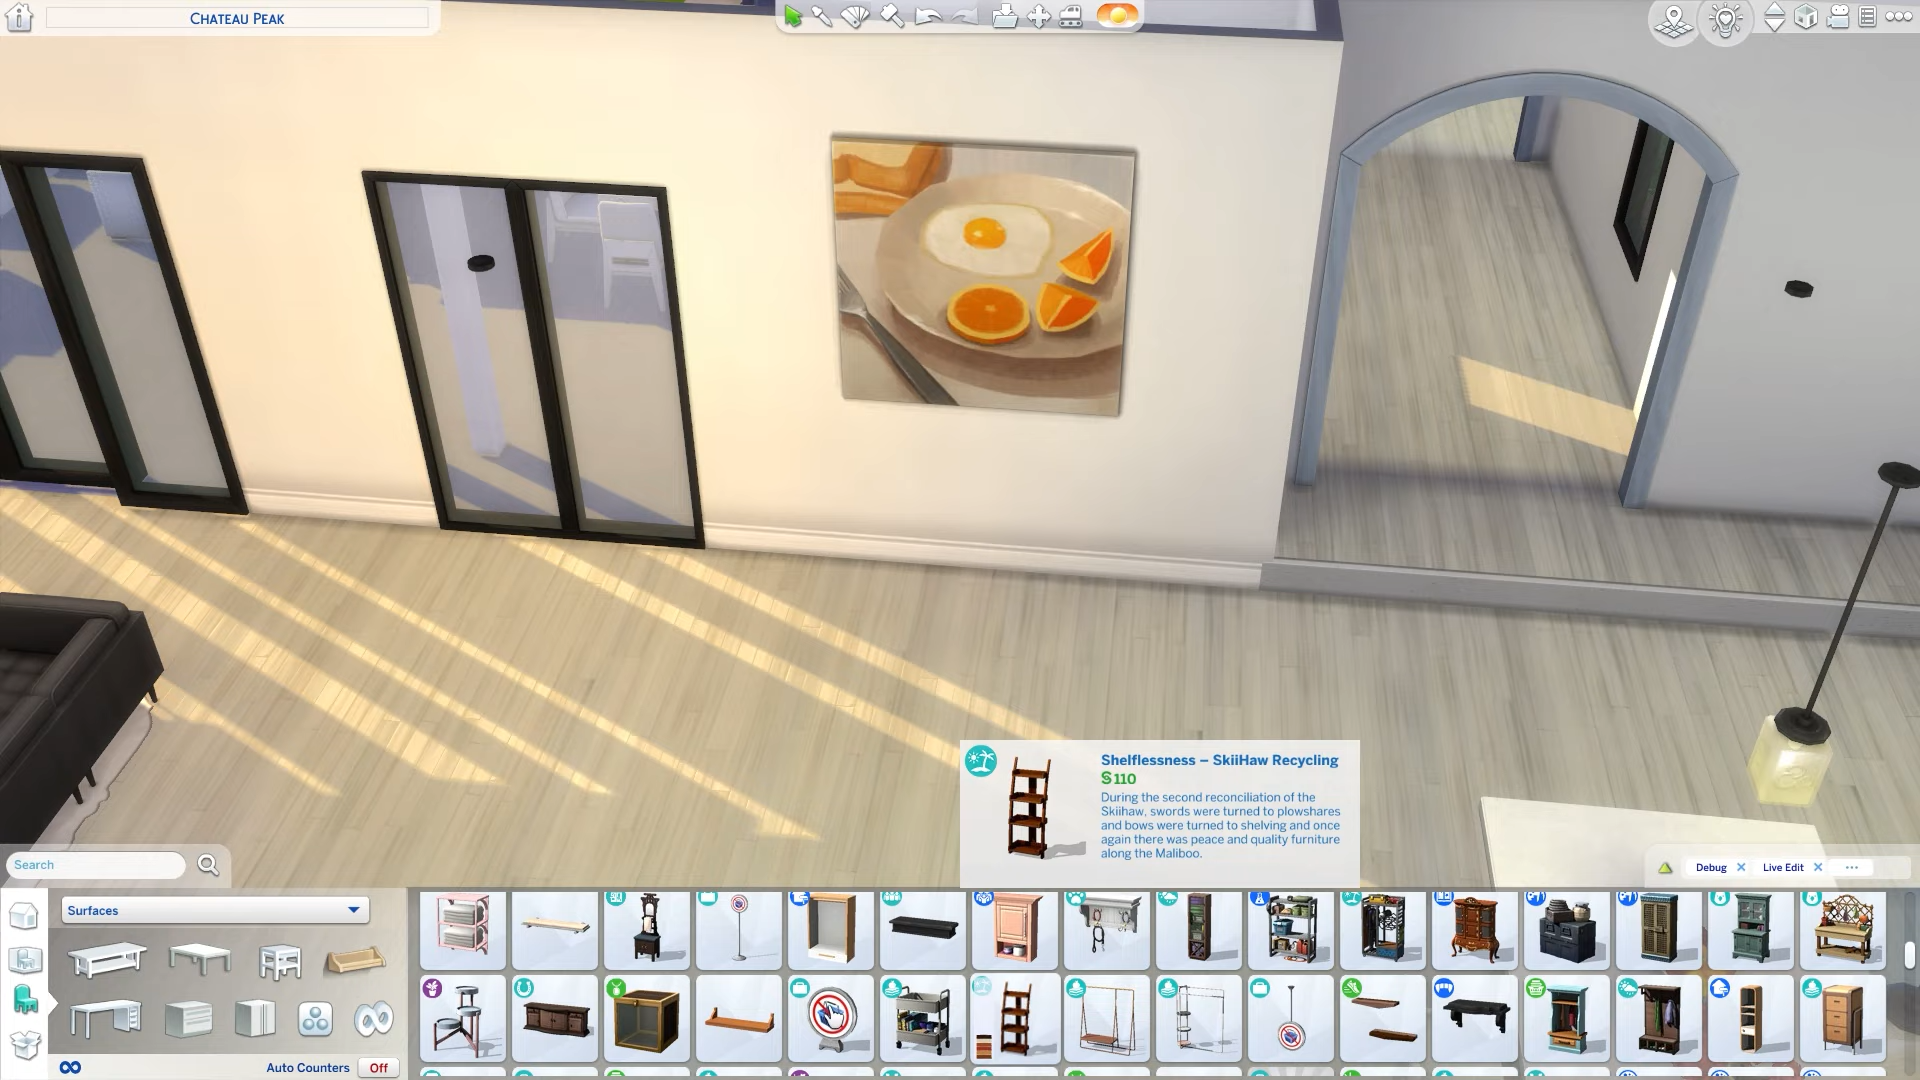 CHATEAU PEAK
Shelflessness – SkiiHaw Recycling
§110
During the second reconciliation of the
Skiihaw, swords were turned to plowshares
and bows were turned to shelving and once
again there was peace and quality furniture
along the Maliboo.
Search
Debug
Live Edit
Surfaces
Auto Counters
Off